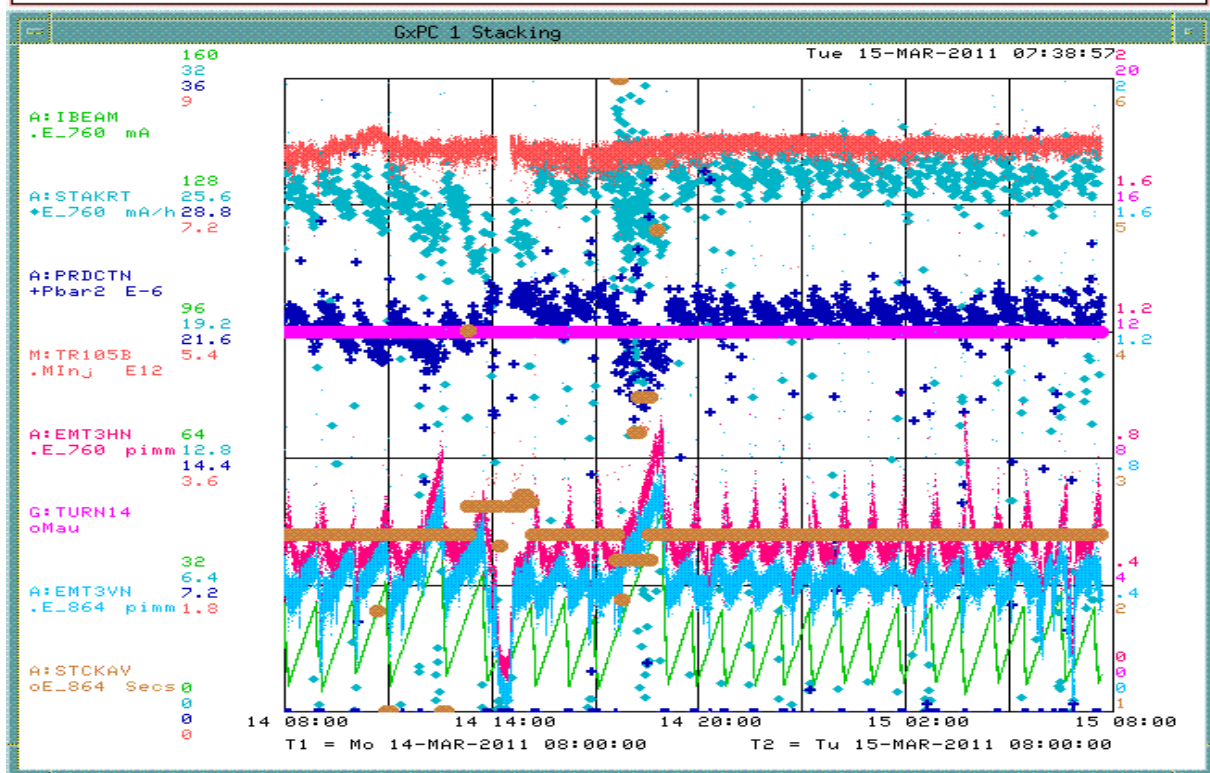 GxPC 1 Stacking
Tue 15-MAR-2011 07:38:57
160
32
36
9
2
20
2
6
A:IBEAM
.E_760 mA
128
A:STAKRT 25.6
+E_760 mA/h 28.8
7.2
1.6
16
1.6
5
A:PRDCTN
+Pbar2 E-6
96
19.2
21.6
M:TR105B 5.4
.MInj E12
1.2
12
1.2
4
A:EMT3HN 64
.E_760 pimm 12.8
14.4
3.6
.8
8
.8
3
G:TURN14
oMau
32
6.4
A:EMT3VN 7.2
.E_864 pimm 1.8
.4
4
.4
2
A:STCKAV
oE_864 Secs 0
0
0
0
0
0
0
1
14 08:00 14 14:00 14 20:00 15 02:00 15 08:00
T1 = Mo 14-MAR-2011 08:00:00 T2 = Tu 15-MAR-2011 08:00:00